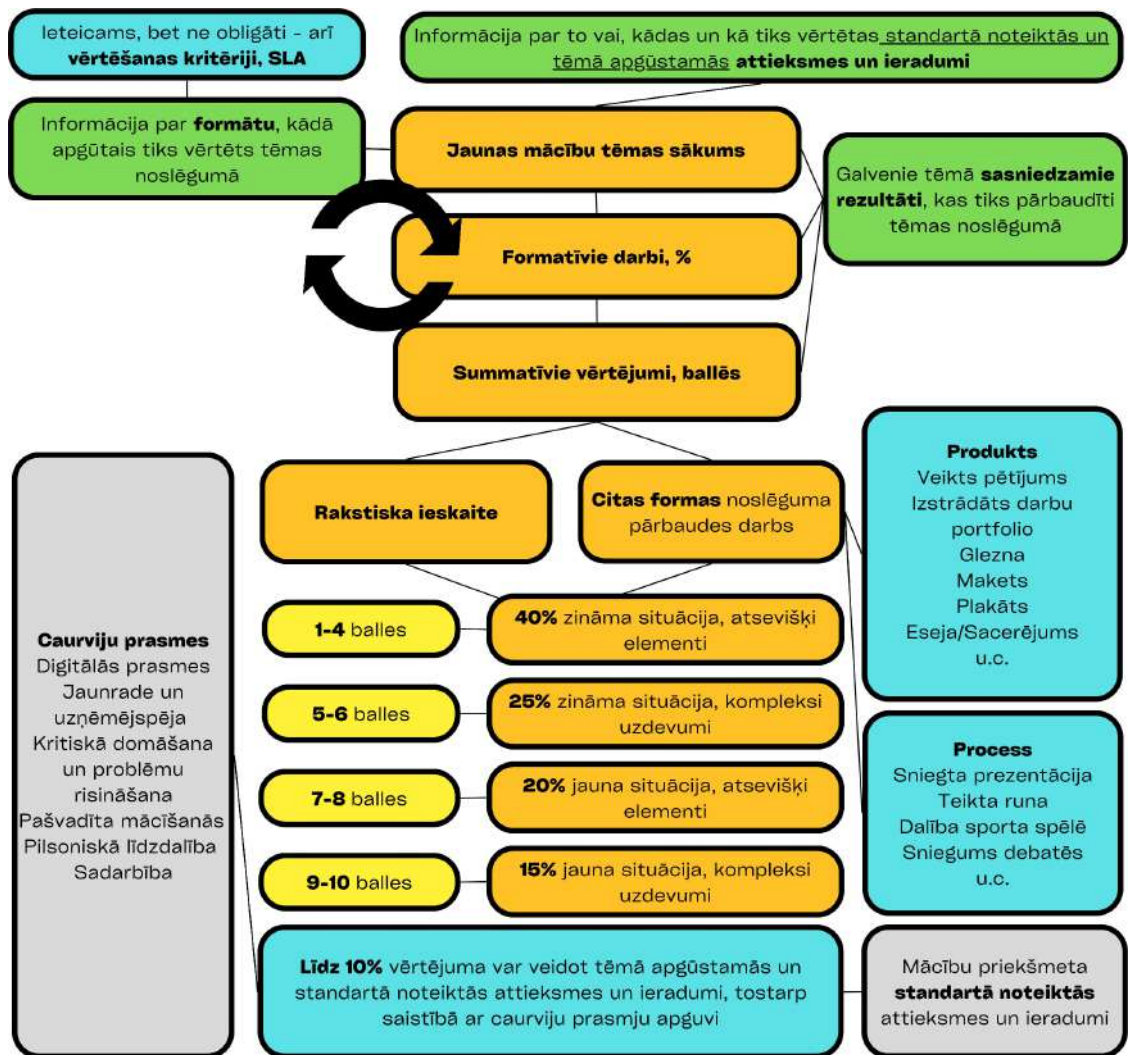 Ieteicams, bet ne obligāti - arī
vērtēšanas kritēriji, SLA
Informācija par to vai, kādas un kā tiks vērtētas standartā noteiktās un
tēmā apgūstamās attieksmes un ieradumi
Informācija par formātu, kādā
apgūtais tiks vērtēts tēmas
noslēgumā
Jaunas mācību tēmas sākums
Galvenie tēmā sasniedzamie
rezultāti, kas tiks pārbaudīti
tēmas noslēgumā
Formatīvie darbi, %
Summatīvie vērtējumi, ballēs
Rakstiska ieskaite
Citas formas noslēguma
pārbaudes darbs
Produkts
Veikts pētījums
Izstrādāts darbu
portfolio
Glezna
Makets
Plakāts
Eseja/Sacerējums
u.c.
Caurviju prasmes
Digitālās prasmes
Jaunrade un
uzņēmējspēja
Kritiskā domāšana
un problēmu
risināšana
Pašvadīta mācīšanās
Pilsoniskā līdzdalība
Sadarbība
1-4 balles
40% zināma situācija, atsevišķi
elementi
5-6 balles
25% zināma situācija, kompleksi
uzdevumi
7-8 balles
20% jauna situācija, atsevišķi
elementi
9-10 balles
15% jauna situācija, kompleksi
uzdevumi
Process
Sniegta prezentācija
Teikta runa
Dalība sporta spēlē
Sniegums debatēs
u.c.
Līdz 10% vērtējuma var veidot tēmā apgūstamās un
standartā noteiktās attieksmes un ieradumi, tostarp
saistībā ar caurviju prasmju apguvi
Mācību priekšmeta
standartā noteiktās
attieksmes un ieradumi